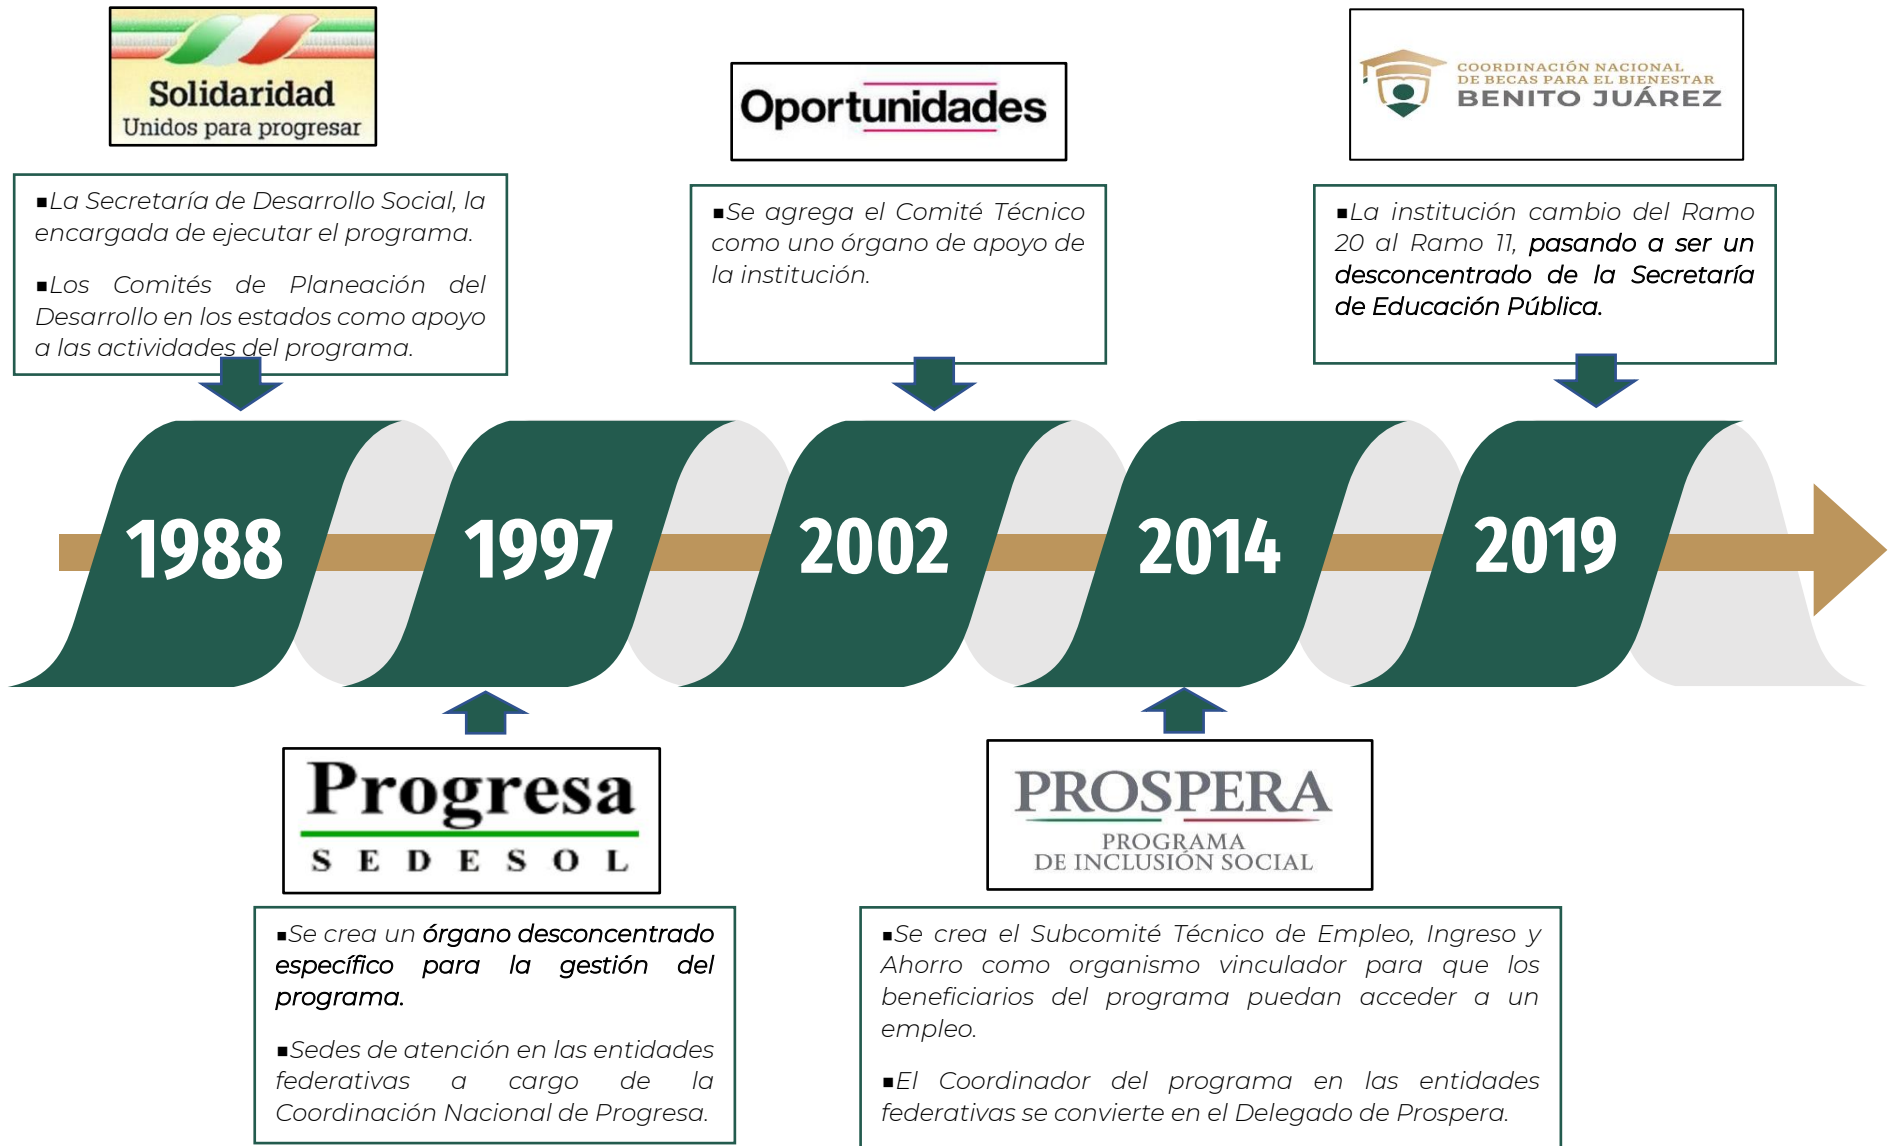 Solidaridad
Unidos para progresar
■La Secretaría de Desarrollo Social, la
encargada de ejecutar el programa.
■Los Comités de Planeación del
Desarrollo en los estados como apoyo
a las actividades del programa.
Oportunidades
■Se agrega el Comité Técnico
como uno órgano de apoyo de
la institución.
COORDINACIÓN NACIONAL
DE BECAS PARA EL BIENESTAR
BENITO JUÁREZ
■La institución cambio del Ramo
20 al Ramo 11, pasando a ser un
desconcentrado de la Secretaría
de Educación Pública.
1988
1997
2002
2014
2019
Progresa
SEDESOL
■Se crea un órgano desconcentrado
específico para la gestión del
programa.
■Sedes de atención en las entidades
federativas a cargo de la
Coordinación Nacional de Progresa.
PROSPERA
PROGRAMA
DE INCLUSIÓN SOCIAL
■Se crea el Subcomité Técnico de Empleo, Ingreso y
Ahorro como organismo vinculador para que los
beneficiarios del programa puedan acceder a un
empleo.
■El Coordinador del programa en las entidades
federativas se convierte en el Delegado de Prospera.